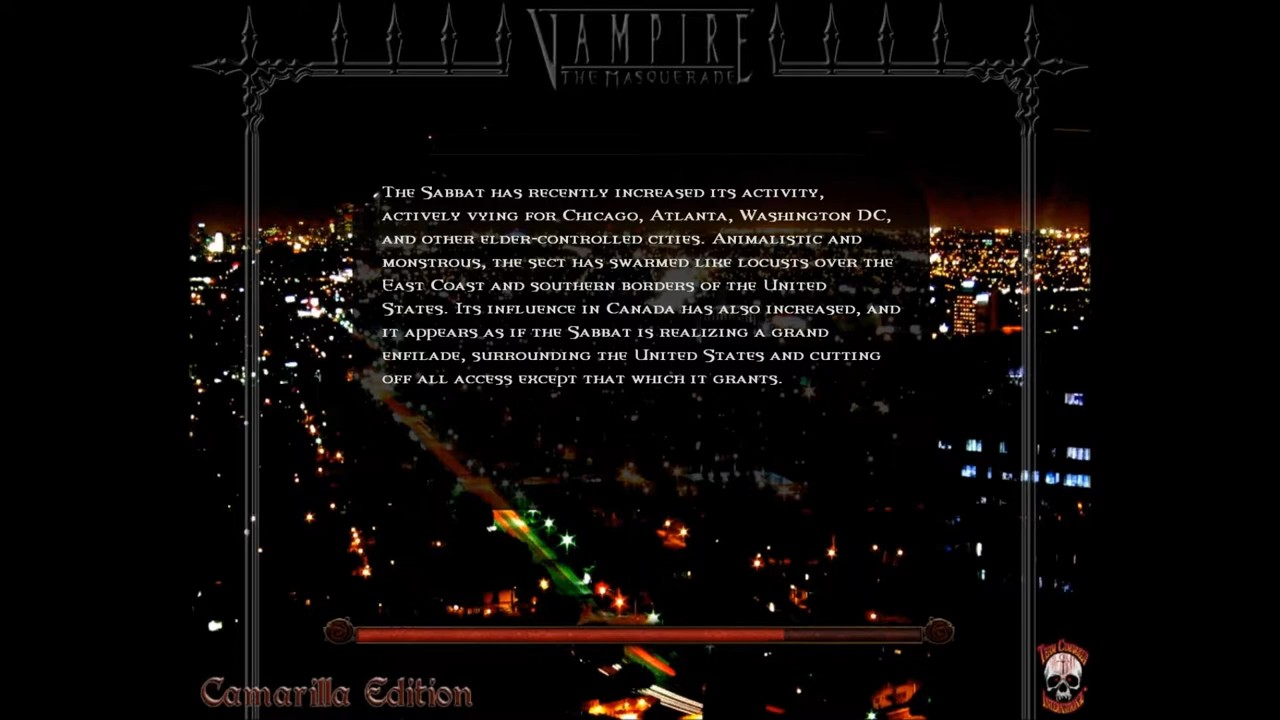 VAMPIRE
THE MASQUERADE
The Sabbat has recently increased its activity,
actively vying for Chicago, Atlanta, Washington DC,
and other elder-controlled cities. Animalistic and
monstrous, the sect has swarmed like locusts over the
East Coast and southern borders of the United
States. Its influence in Canada has also increased, and
it appears as if the Sabbat is realizing a grand
enfilade, surrounding the United States and cutting
off all access except that which it grants.
Camarilla Edition